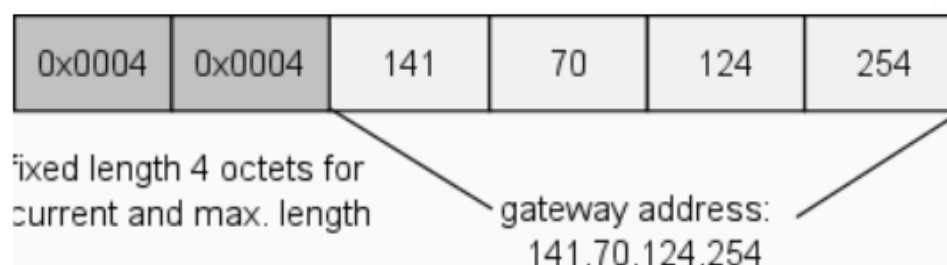 0x0004 0x0004 141 70 124 254
fixed length 4 octets for
current and max. length
gateway address:
141.70.124.254